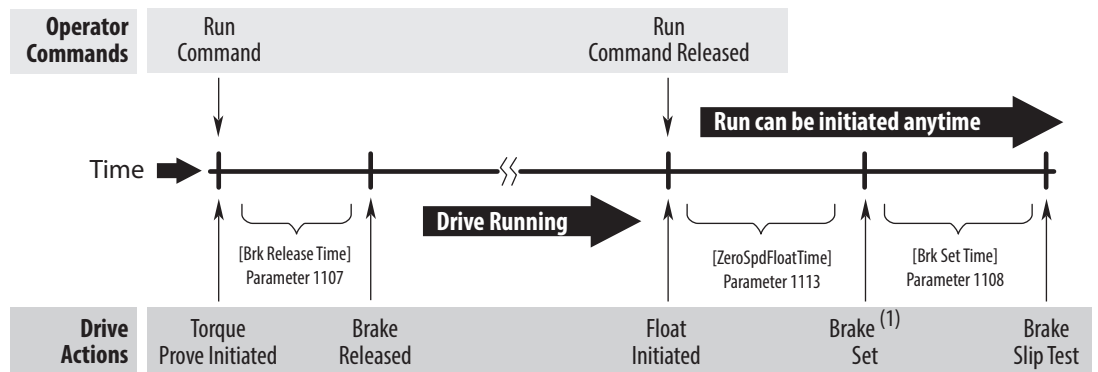 Operator
Commands
Run
Command
Run
Command Released
Run can be initiated anytime
Time
Drive Running
[Brk Release Time]
Parameter 1107
[ZeroSpdFloatTime]
Parameter 1113
[Brk Set Time]
Parameter 1108
Drive
Actions
Torque
Prove Initiated
Brake
Released
Float
Initiated
Brake (1)
Set
Brake
Slip Test